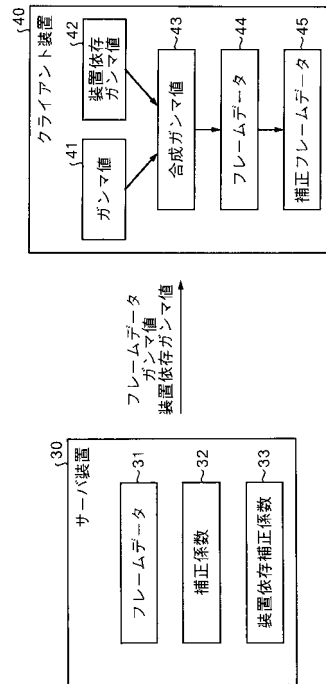 30
サーバ装置
フレームデータ
31
補正係数
32
装置依存補正係数
33
フレームデータ
ガンマ値
装置依存ガンマ値
40
クライアント装置
41
ガンマ値
42
装置依存
ガンマ値
合成ガンマ値
43
フレームデータ
44
補正フレームデータ
45